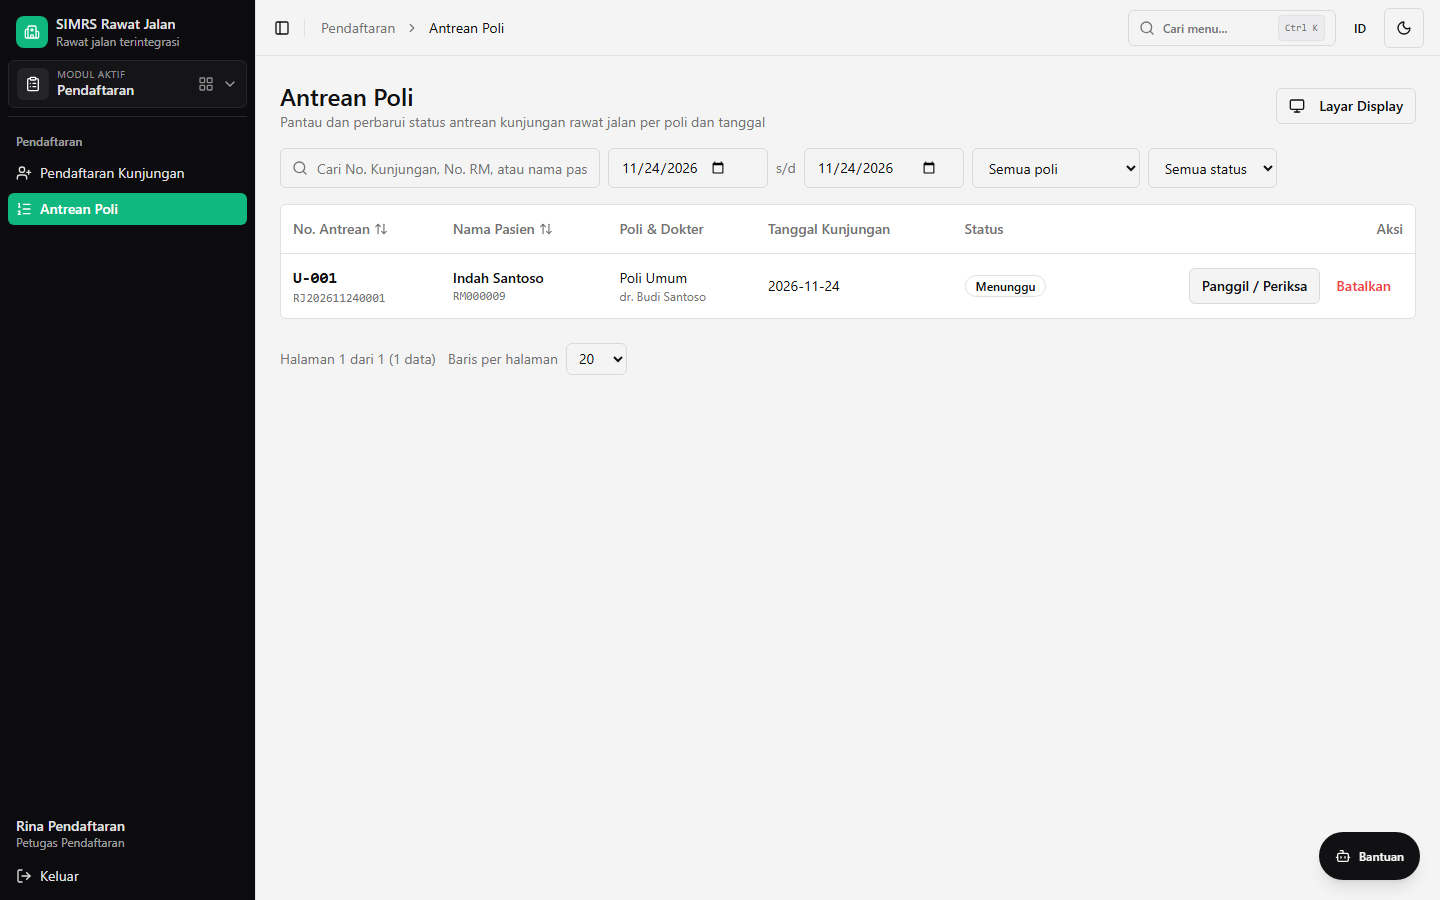 SIMRS Rawat Jalan
Rawat jalan terintegrasi
MODUL AKTIF
Pendaftaran
Pendaftaran
Pendaftaran Kunjungan
Antrean Poli
Rina Pendaftaran
Petugas Pendaftaran
Keluar
Pendaftaran > Antrean Poli
Cari menu... Ctrl K
ID
Antrean Poli
Pantau dan perbarui status antrean kunjungan rawat jalan per poli dan tanggal
Layar Display
Cari No. Kunjungan, No. RM, atau nama pas
11/24/2026 s/d 11/24/2026 Semua poli Semua status
No. Antrean Nama Pasien Poli & Dokter Tanggal Kunjungan Status Aksi
U-001 Indah Santoso Poli Umum 2026-11-24 Menunggu Panggil / Periksa Batalkan
RJ202611240001 RM000009 dr. Budi Santoso
Halaman 1 dari 1 (1 data) Baris per halaman 20
Bantuan